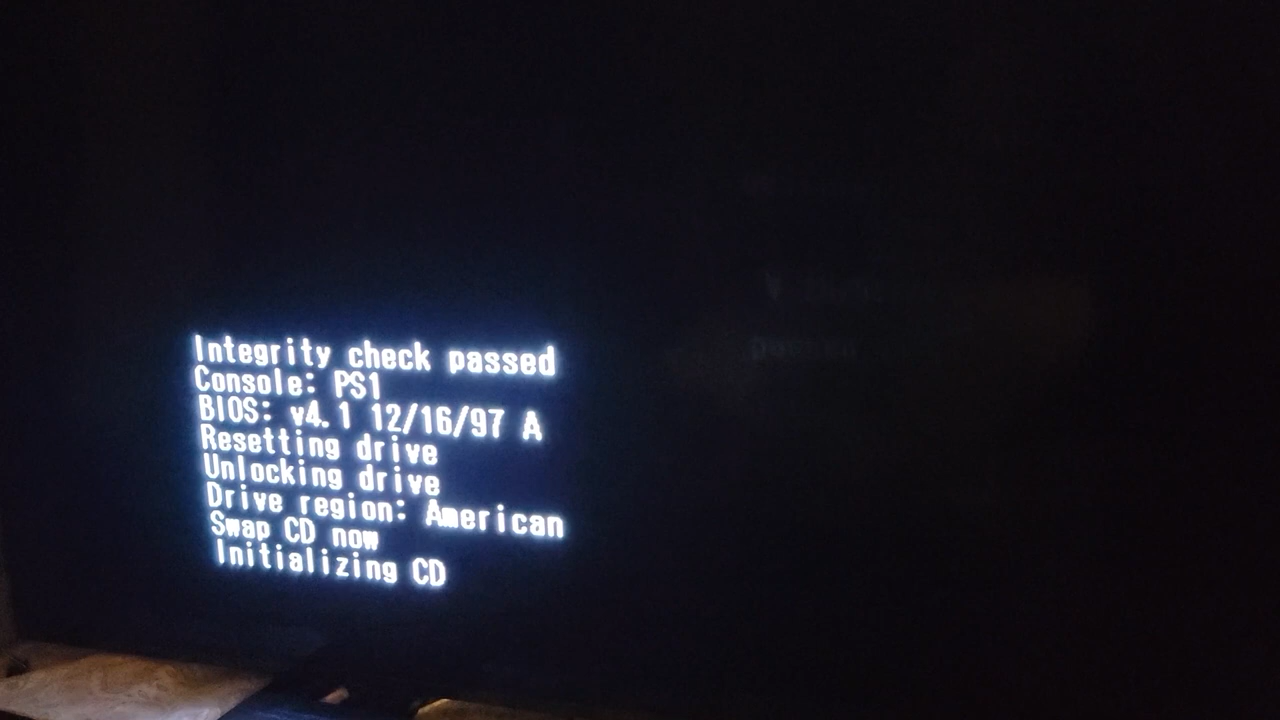 Integrity check passed
Console: PS1
BIOS: v4.1 12/16/97 A
Resetting drive
Unlocking drive
Drive region: American
Swap CD now
Initializing CD